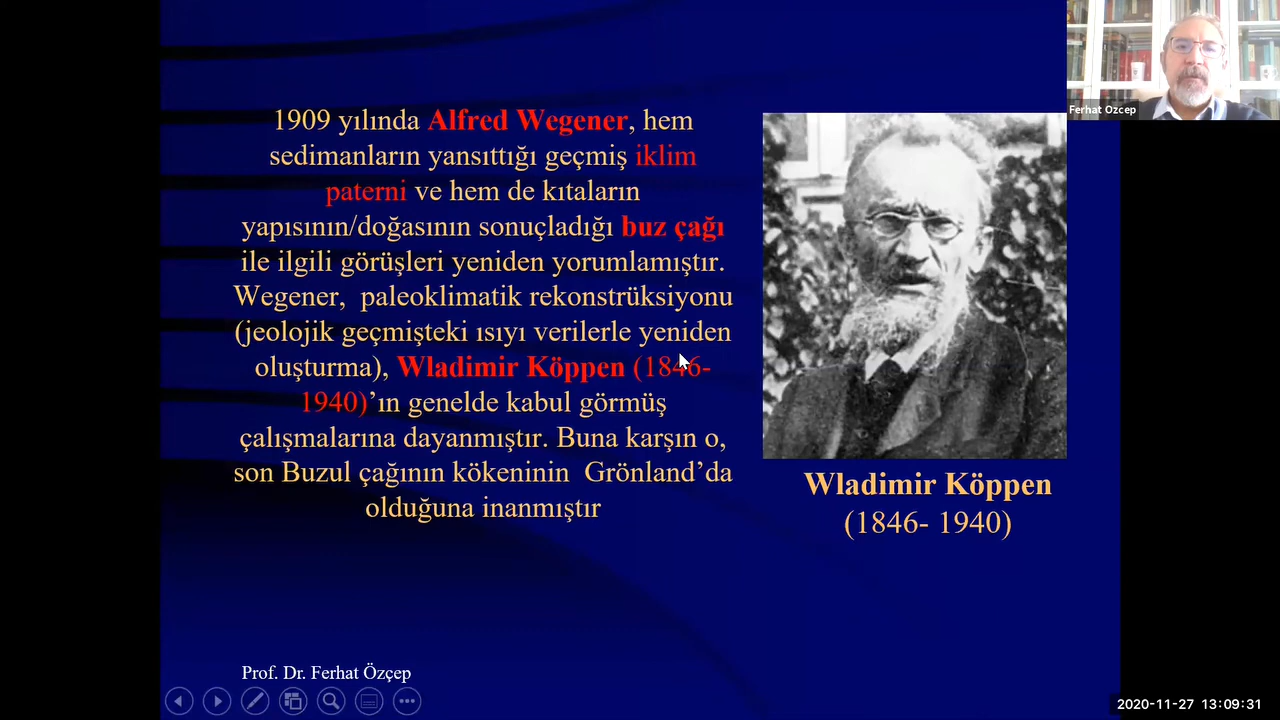 Ferhat Ozcep
1909 yılında Alfred Wegener, hem
sedimanların yansıttığı geçmiş iklim
paterni ve hem de kıtaların
yapısının/doğasının sonuçladığı buz çağı
ile ilgili görüşleri yeniden yorumlamıştır.
Wegener,  paleoklimatik rekonstrüksiyonu
(jeolojik geçmişteki ısıyı verilerle yeniden
oluşturma), Wladimir Köppen (1846-
1940)’ın genelde kabul görmüş
çalışmalarına dayanmıştır. Buna karşın o,
son Buzul çağının kökeninin  Grönland’da
olduğuna inanmıştır
Wladimir Köppen
(1846- 1940)
Prof. Dr. Ferhat Özçep
2020-11-27 13:09:31